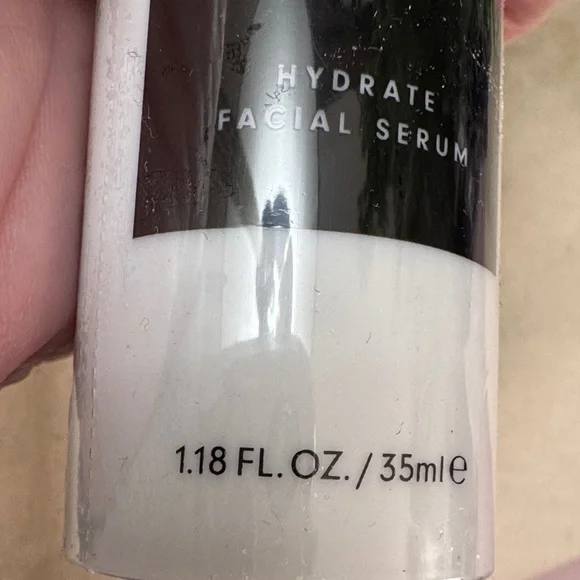 HYDRATE
FACIAL SERUM
1.18 FL. OZ. / 35ml℮